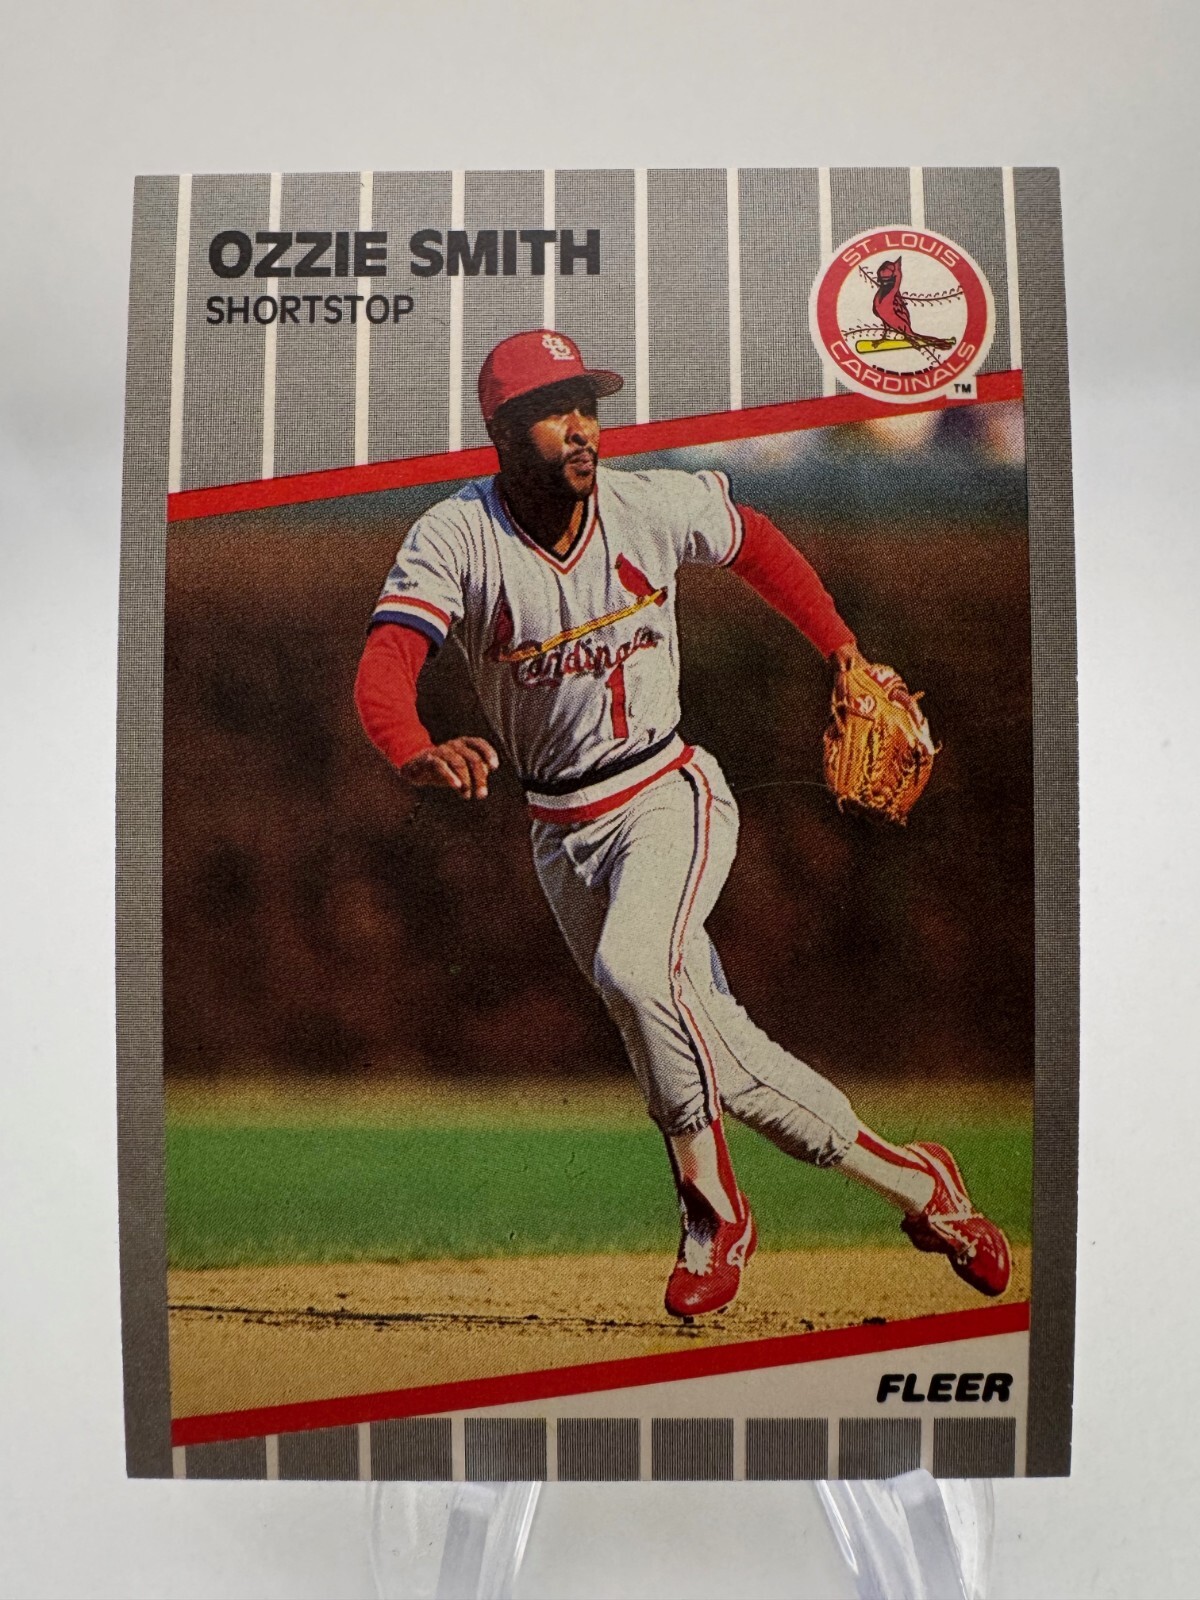 OZZIE SMITH
SHORTSTOP
ST. LOUIS
CARDINALS
TM
Cardinals
1
FLEER